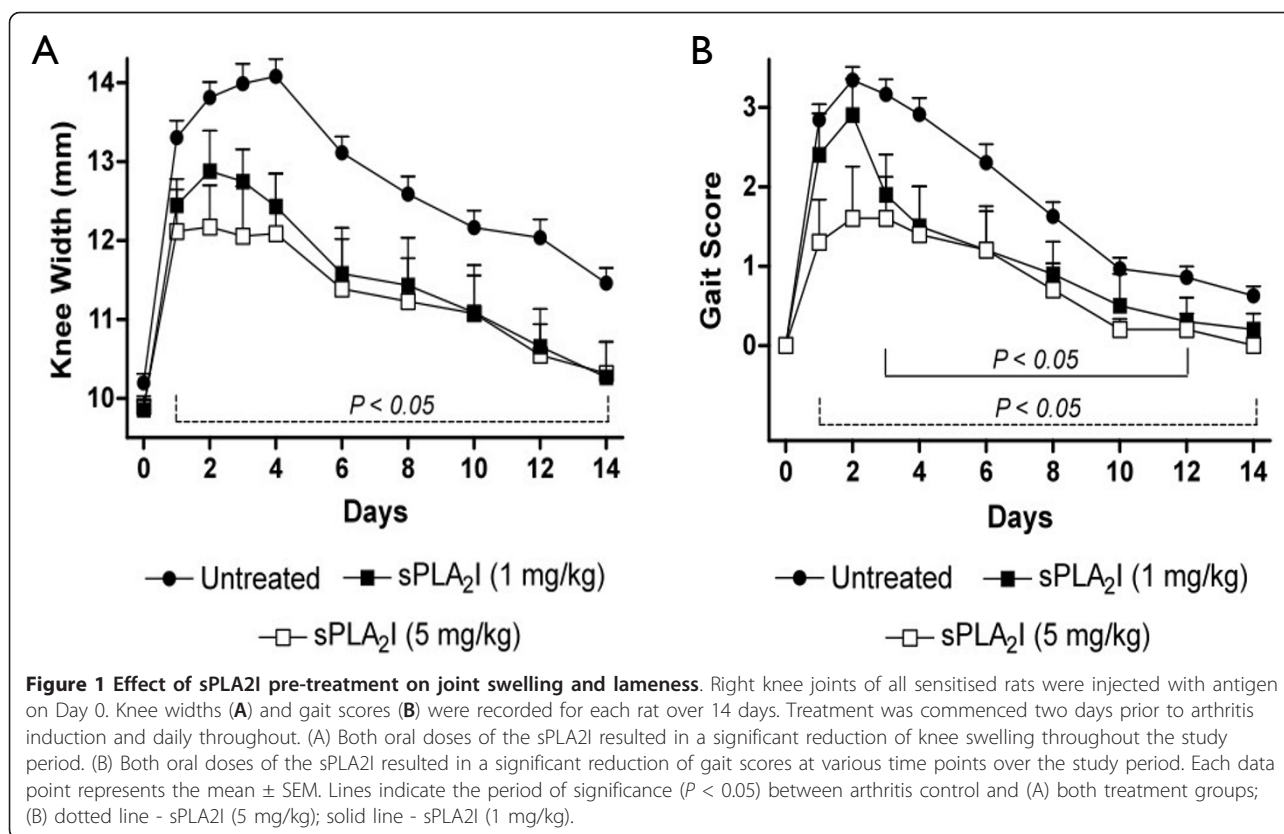 A
Knee Width (mm)
14
13
12
11
10
P < 0.05
0 2 4 6 8 10 12 14
Days
Untreated sPLA₂I (1 mg/kg)
sPLA₂I (5 mg/kg)
B
Gait Score
3
2
1
0
P < 0.05
P < 0.05
0 2 4 6 8 10 12 14
Days
Untreated sPLA₂I (1 mg/kg)
sPLA₂I (5 mg/kg)
Figure 1 Effect of sPLA2I pre-treatment on joint swelling and lameness. Right knee joints of all sensitised rats were injected with antigen
on Day 0. Knee widths (A) and gait scores (B) were recorded for each rat over 14 days. Treatment was commenced two days prior to arthritis
induction and daily throughout. (A) Both oral doses of the sPLA2I resulted in a significant reduction of knee swelling throughout the study
period. (B) Both oral doses of the sPLA2I resulted in a significant reduction of gait scores at various time points over the study period. Each data
point represents the mean ± SEM. Lines indicate the period of significance (P < 0.05) between arthritis control and (A) both treatment groups;
(B) dotted line - sPLA2I (5 mg/kg); solid line - sPLA2I (1 mg/kg).